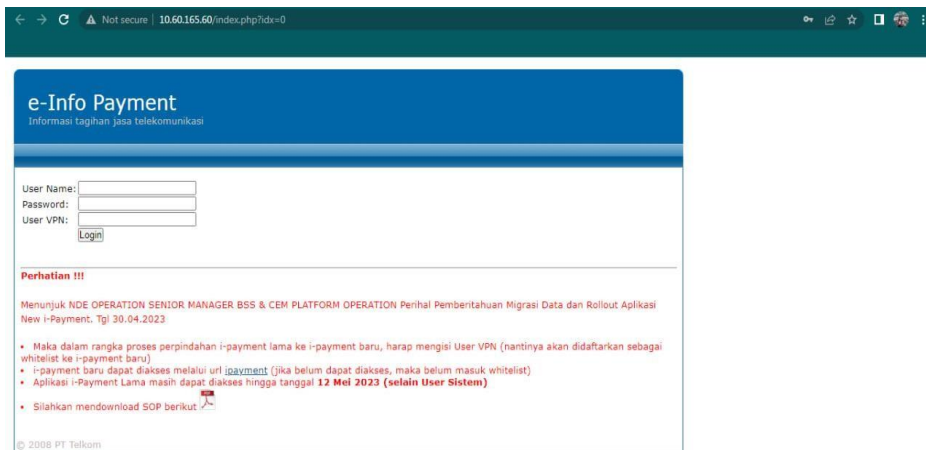 Not secure | 10.60.165.60/index.php?idx=0
e-Info Payment
Informasi tagihan jasa telekomunikasi
User Name:
Password:
User VPN:
Login
Perhatian !!!
Menunjuk NDE OPERATION SENIOR MANAGER BSS & CEM PLATFORM OPERATION Perihal Pemberitahuan Migrasi Data dan Rollout Aplikasi
New i-Payment. Tgl 30.04.2023
• Maka dalam rangka proses perpindahan i-payment lama ke i-payment baru, harap mengisi User VPN (nantinya akan didaftarkan sebagai
whitelist ke i-payment baru)
• i-payment baru dapat diakses melalui url ipayment (jika belum dapat diakses, maka belum masuk whitelist)
• Aplikasi i-Payment Lama masih dapat diakses hingga tanggal 12 Mei 2023 (selain User Sistem)
• Silahkan mendownload SOP berikut
© 2008 PT Telkom